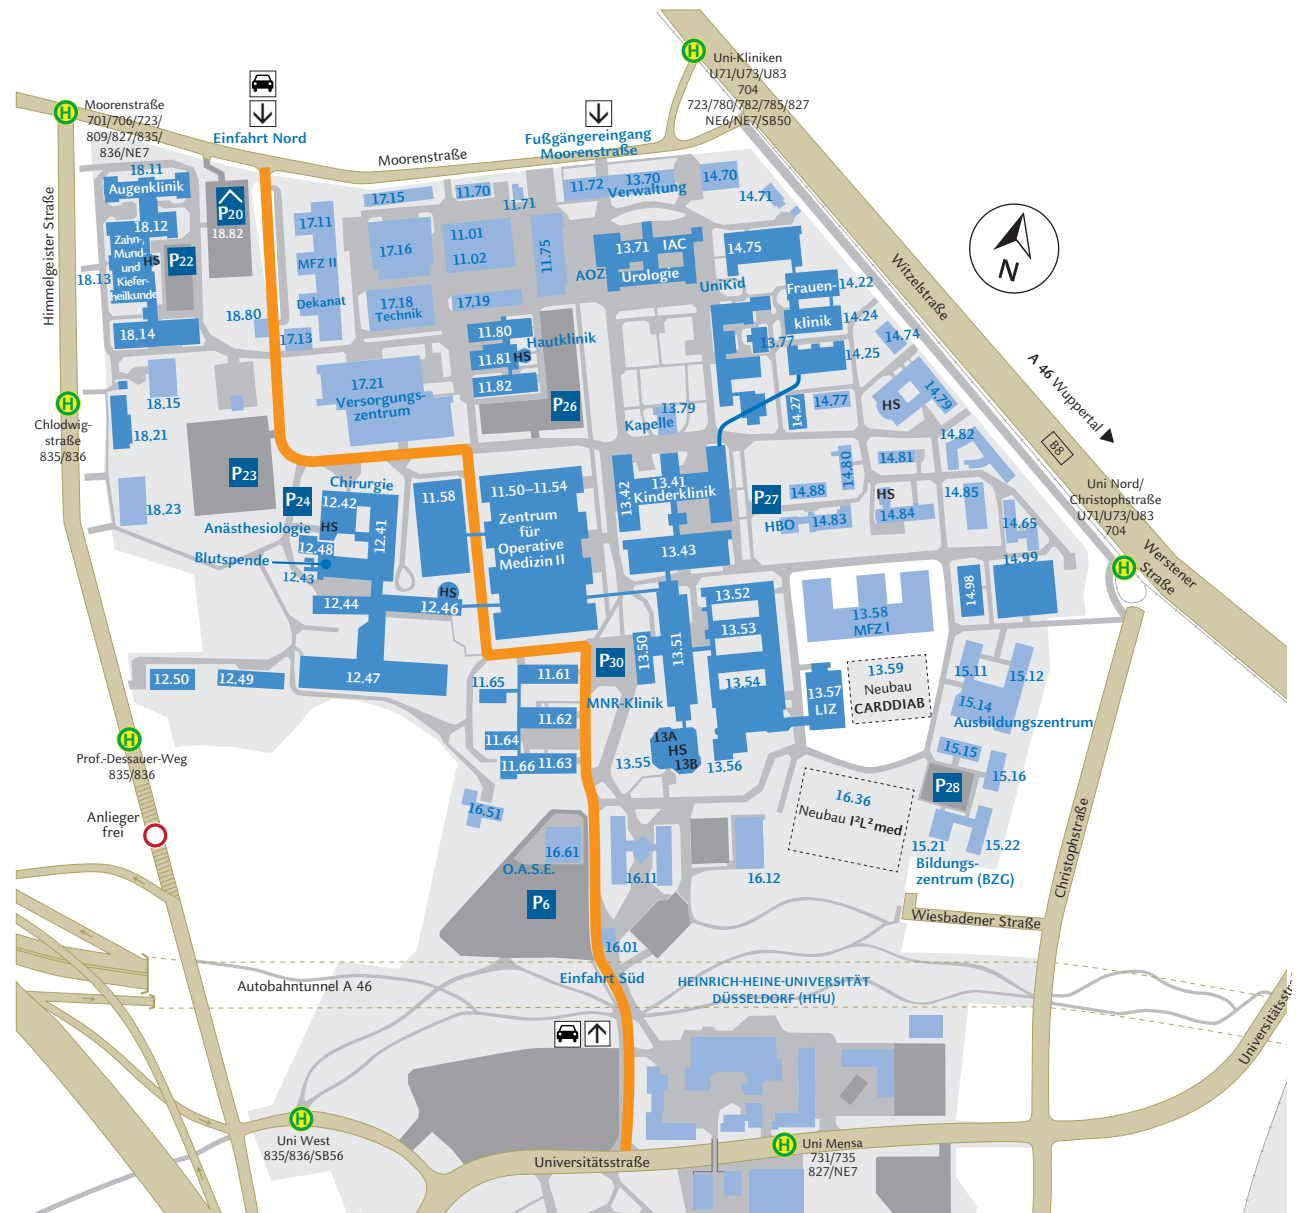 Uni-Kliniken
U71/U73/U83
704
723/780/782/785/827
NE6/NE7/SB50
H
H
Moorenstraße
701/706/723/
809/827/835/
836/NE7
Einfahrt Nord
Fußgängereingang
Moorenstraße
Moorenstraße
Himmelgeister Straße
18.11
Augenklinik
18.12
Zahn-,
Mund-
und
Kiefer-
heilkunde
HS
P22
18.13
18.14
P20
18.82
18.80
17.11
MFZ II
Dekanat
17.13
17.15
17.16
17.18
Technik
11.70
11.71
11.01
11.02
17.19
11.75
11.72
13.70
Verwaltung
14.70
14.71
13.71
IAC
Urologie
AOZ
14.75
UniKid
Frauen-
klinik
14.22
14.24
14.25
13.77
14.74
Witzelstraße
N
A 46 Wuppertal
B8
11.80
11.81
HS
11.82
Hautklinik
P26
17.21
Versorgungs-
zentrum
13.79
Kapelle
14.27
14.77
HS
14.79
14.82
H
Chlodwig-
straße
835/836
18.15
18.21
18.23
P23
P24
Chirurgie
12.42
12.41
Anästhesiologie
HS
12.48
Blutspende
12.43
12.44
HS
12.46
11.58
11.50–11.54
Zentrum
für
Operative
Medizin II
13.42
13.41
Kinderklinik
13.43
P27
14.80
14.81
14.88
HBO
14.83
HS
14.84
14.85
14.65
14.99
14.98
Uni Nord/
Christophstraße
U71/U73/U83
704
H
Werstener
Straße
12.50
12.49
12.47
11.65
11.61
11.62
11.64
11.66
11.63
P30
13.50
13.51
MNR-Klinik
13.52
13.53
13.54
13.58
MFZ I
13.57
LIZ
13.59
Neubau
CARDDIAB
15.11
15.12
15.14
Ausbildungszentrum
15.15
15.16
P28
13A
HS
13B
13.55
13.56
16.36
Neubau I²L²med
15.21
15.22
Bildungs-
zentrum (BZG)
H
Prof.-Dessauer-Weg
835/836
Anlieger
frei
16.51
16.61
O.A.S.E.
P6
16.11
16.12
16.01
Einfahrt Süd
Christophstraße
Wiesbadener Straße
Autobahntunnel A 46
HEINRICH-HEINE-UNIVERSITÄT
DÜSSELDORF (HHU)
H
Uni West
835/836/SB56
Universitätsstraße
H
Uni Mensa
731/735
827/NE7